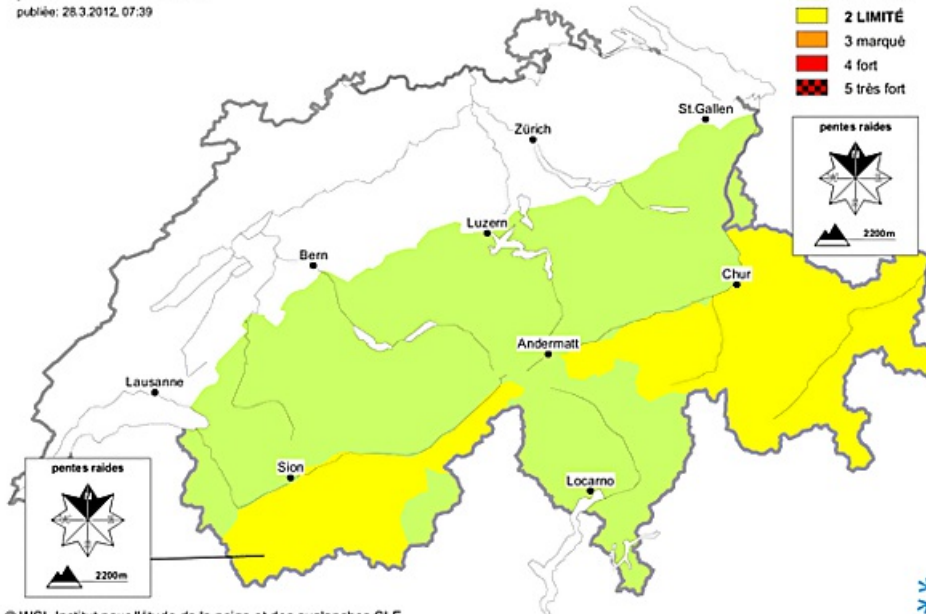 publiée: 28.3.2012, 07:39
2 LIMITÉ
3 marqué
4 fort
5 très fort
St.Gallen
pentes raides
Zürich
N
2200m
Luzern
Bern
Chur
Andermatt
Lausanne
pentes raides
Sion
N
Locarno
2200m